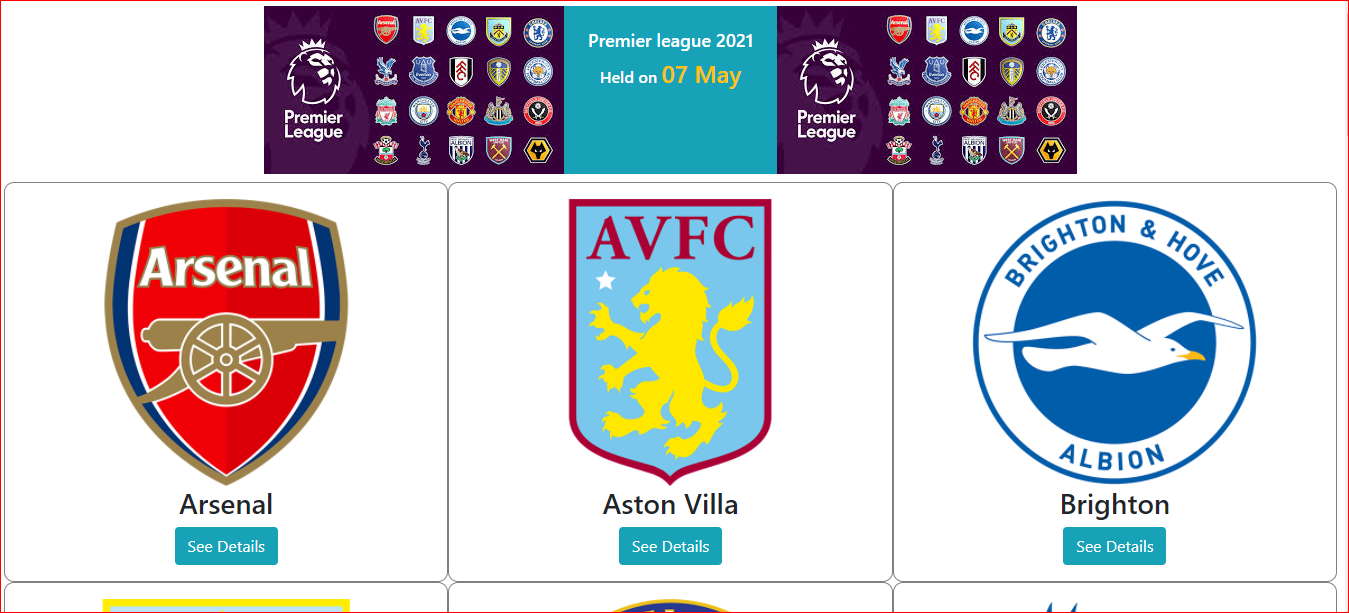 Premier
League
Premier league 2021
Held on 07 May
Premier
League
Arsenal
AVFC
BRIGHTON & HOVE
ALBION
Arsenal
Aston Villa
Brighton
See Details
See Details
See Details